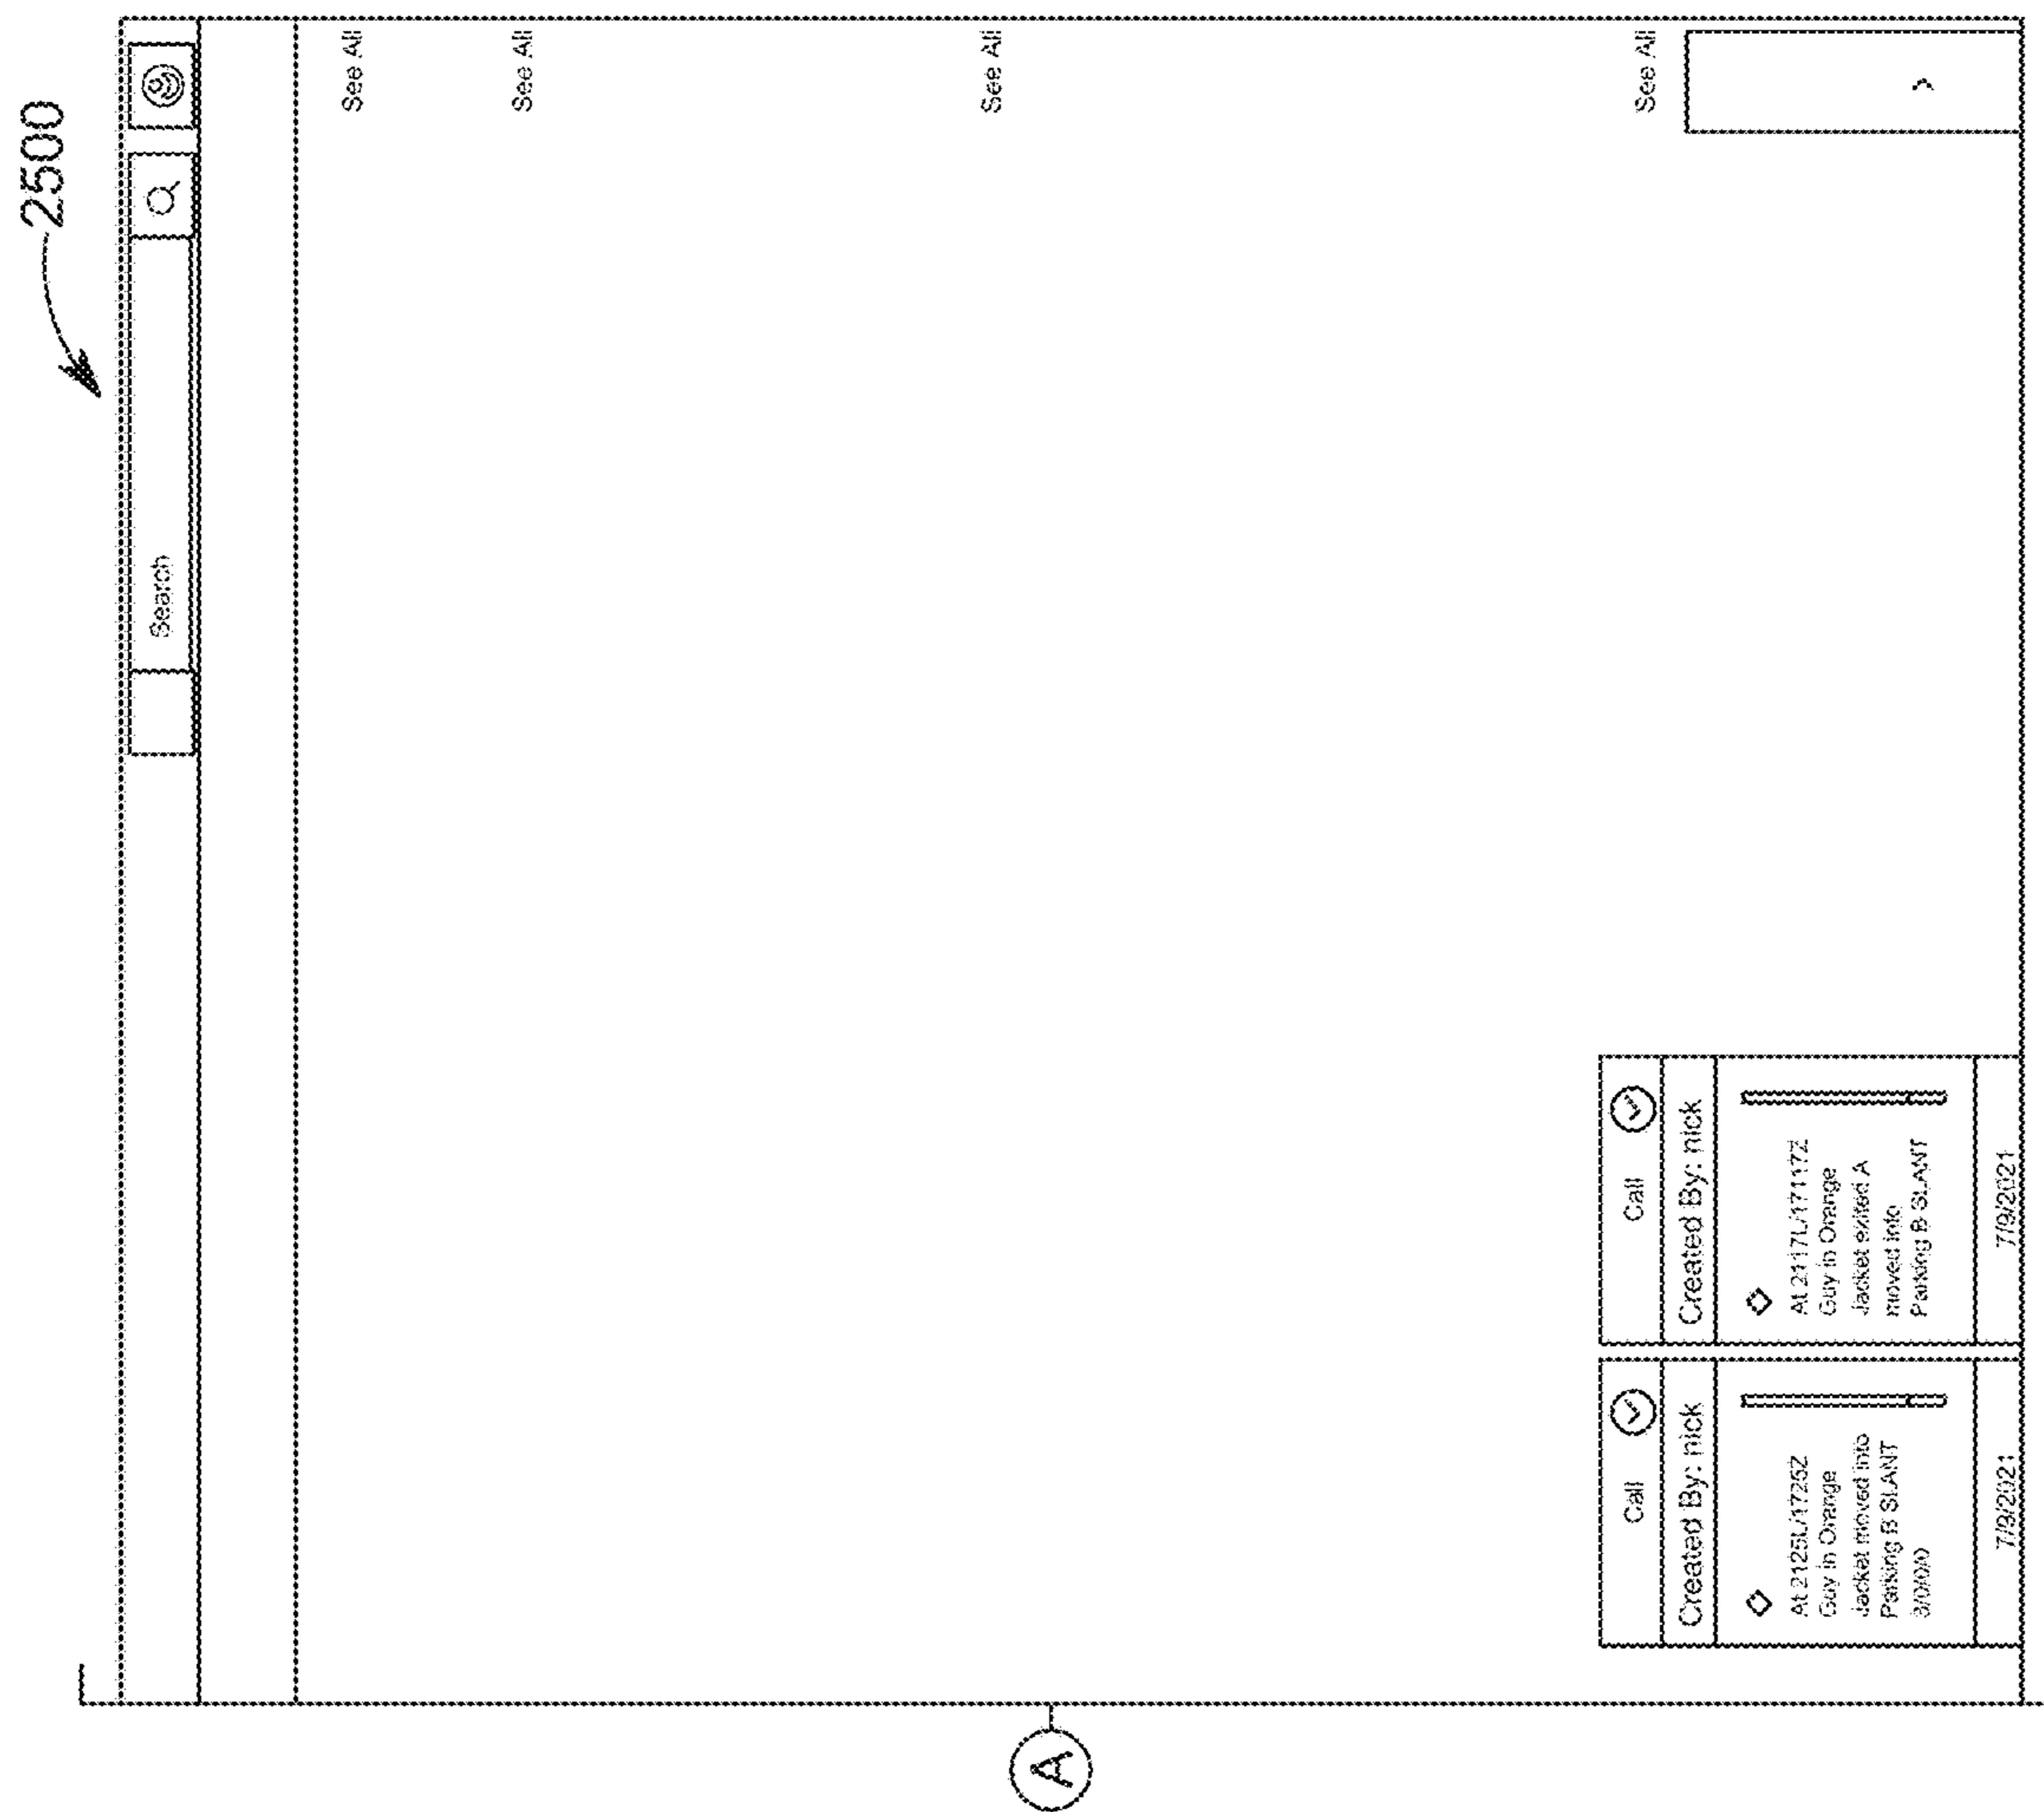 2500
Search
See All
See All
See All
See All
A
Call
Created By: nick
At 2125L/1725Z
Guy in Orange
Jacket moved into
Parking B SLANT
3/0/0/0
7/9/2021
Call
Created By: nick
At 2117L/17117Z
Guy in Orange
Jacket exited A
moved into
Parking B SLANT
7/9/2021